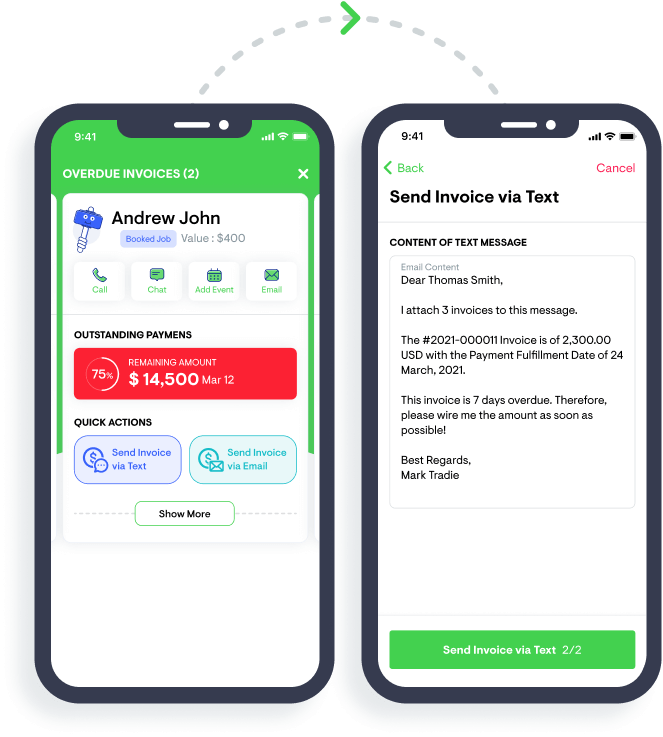 9:41
OVERDUE INVOICES (2)
Andrew John
Booked Job Value : $400
Call Chat Add Event Email
OUTSTANDING PAYMENS
75%
REMAINING AMOUNT
$ 14,500 Mar 12
QUICK ACTIONS
Send Invoice
via Text
Send Invoice
via Email
Show More
9:41
Back Cancel
Send Invoice via Text
CONTENT OF TEXT MESSAGE
Email Content
Dear Thomas Smith,
I attach 3 invoices to this message.
The #2021-000011 Invoice is of 2,300.00
USD with the Payment Fulfillment Date of 24
March, 2021.
This invoice is 7 days overdue. Therefore,
please wire me the amount as soon as
possible!
Best Regards,
Mark Tradie
Send Invoice via Text 2/2